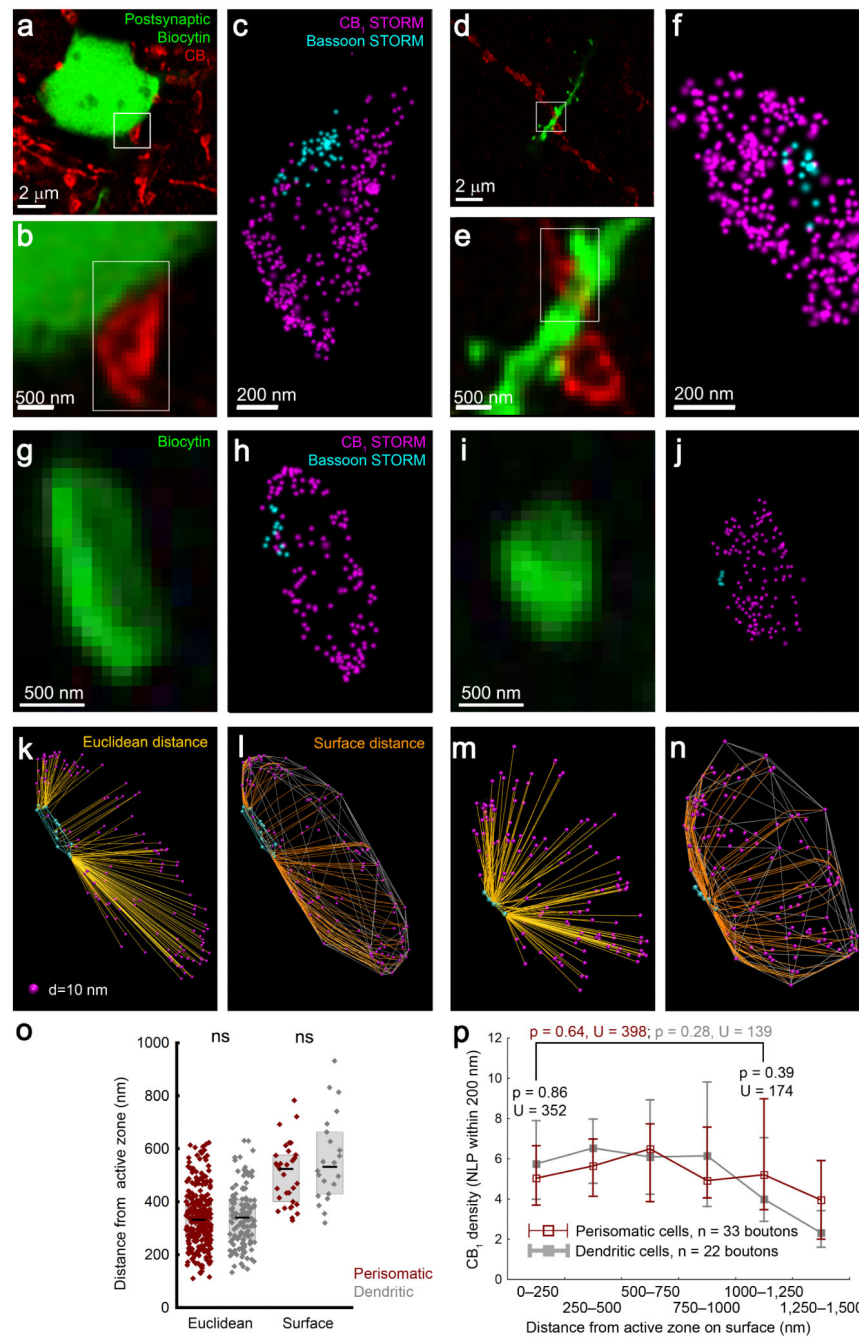 a
Postsynaptic
Biocytin
CB₁
2 μm
b
500 nm
c
CB₁ STORM
Bassoon STORM
200 nm
d
2 μm
e
500 nm
f
200 nm
g
Biocytin
500 nm
h
CB₁ STORM
Bassoon STORM
i
500 nm
j
k
Euclidean distance
d=10 nm
l
Surface distance
m
n
o
ns
ns
Distance from active zone (nm)
1000
800
600
400
200
0
Euclidean
Surface
Perisomatic
Dendritic
p
p = 0.64, U = 398; p = 0.28, U = 139
p = 0.86
U = 352
p = 0.39
U = 174
CB₁ density (NLP within 200 nm)
12
10
8
6
4
2
0
Perisomatic cells, n = 33 boutons
Dendritic cells, n = 22 boutons
0–250
500–750
1000–1,250
250–500
750–1000
1,250–1,500
Distance from active zone on surface (nm)